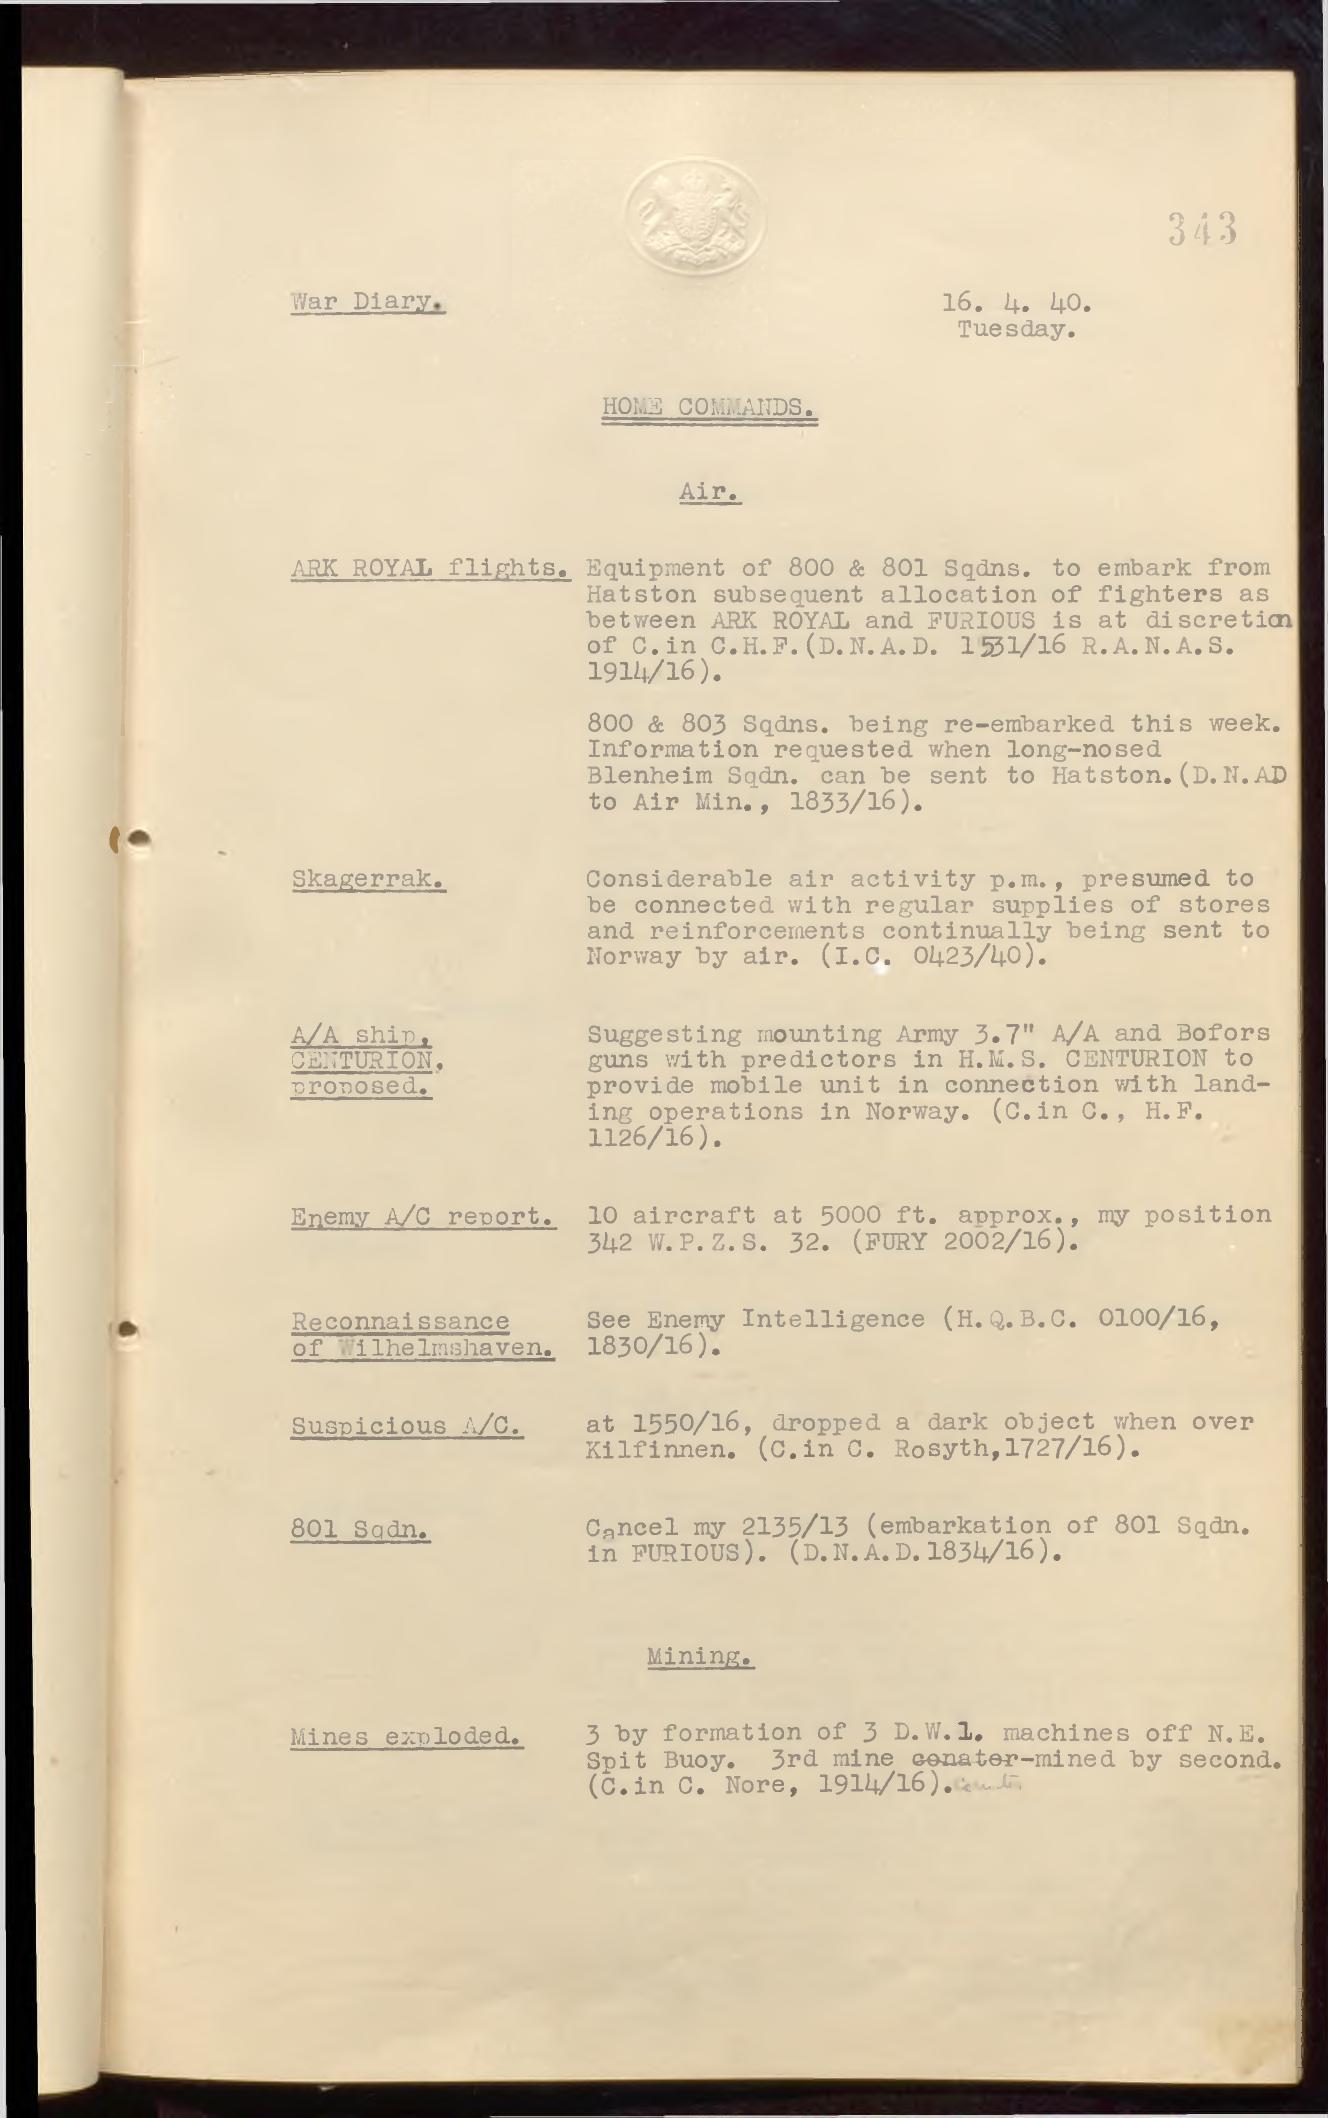 343
War Diary.
16. 4. 40.
Tuesday.
HOME COMMANDS.
Air.
ARK ROYAL flights. Equipment of 800 & 801 Sqdns. to embark from
Hatston subsequent allocation of fighters as
between ARK ROYAL and FURIOUS is at discretion
of C.in C.H.F.(D.N.A.D. 1531/16 R.A.N.A.S.
1914/16).
800 & 803 Sqdns. being re-embarked this week.
Information requested when long-nosed
Blenheim Sqdn. can be sent to Hatston.(D.N.AD
to Air Min., 1833/16).
Skagerrak. Considerable air activity p.m., presumed to
be connected with regular supplies of stores
and reinforcements continually being sent to
Norway by air. (I.C. 0423/40).
A/A ship, Suggesting mounting Army 3.7" A/A and Bofors
CENTURION, guns with predictors in H.M.S. CENTURION to
proposed. provide mobile unit in connection with land-
ing operations in Norway. (C.in C., H.F.
1126/16).
Enemy A/C report. 10 aircraft at 5000 ft. approx., my position
342 W.P.Z.S. 32. (FURY 2002/16).
Reconnaissance See Enemy Intelligence (H.Q.B.C. 0100/16,
of Wilhelmshaven. 1830/16).
Suspicious A/C. at 1550/16, dropped a dark object when over
Kilfinnen. (C.in C. Rosyth,1727/16).
801 Sqdn. Cancel my 2135/13 (embarkation of 801 Sqdn.
in FURIOUS). (D.N.A.D.1834/16).
Mining.
Mines exploded. 3 by formation of 3 D.W.1. machines off N.E.
Spit Buoy. 3rd mine conater-mined by second.
(C.in C. Nore, 1914/16).